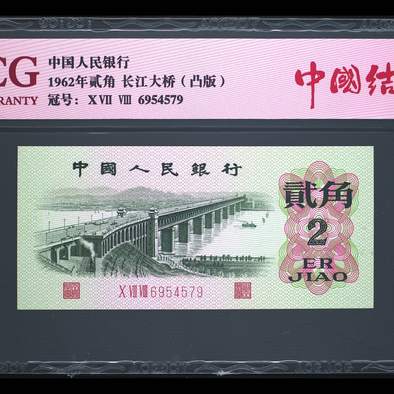 CG
中国人民银行
1962年贰角 长江大桥（凸版）
RRANTY
冠号： X VII VIII 6954579
中國结
中國人民銀行
貳角
2
ER
JIAO
X VII VIII 6954579